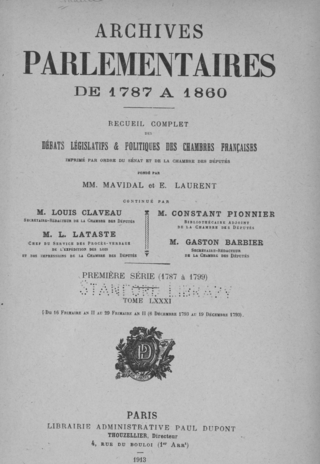 ARCHIVES
PARLEMENTAIRES
DE 1787 A 1860
RECUEIL COMPLET
DES
DÉBATS LÉGISLATIFS & POLITIQUES DES CHAMBRES FRANÇAISES
IMPRIMÉ PAR ORDRE DU SÉNAT ET DE LA CHAMBRE DES DÉPUTÉS
FONDÉ PAR
MM. MAVIDAL et E. LAURENT
CONTINUÉ PAR
M. LOUIS CLAVEAU
SECRÉTAIRE-RÉDACTEUR DE LA CHAMBRE DES DÉPUTÉS
M. L. LATASTE
CHEF DU SERVICE DES PROCÈS-VERBAUX
DE L'EXPÉDITION DES LOIS
ET DES IMPRESSIONS DE LA CHAMBRE DES DÉPUTÉS
M. CONSTANT PIONNIER
BIBLIOTHÉCAIRE ADJOINT
DE LA CHAMBRE DES DÉPUTÉS
M. GASTON BARBIER
SECRÉTAIRE-RÉDACTEUR
DE LA CHAMBRE DES DÉPUTÉS
PREMIÈRE SÉRIE (1787 à 1799)
STANFORD LIBRARY
TOME LXXXI
PD
PARIS
LIBRAIRIE ADMINISTRATIVE PAUL DUPONT
THOUZELLIER, Directeur
4, RUE DU BOULOI (1er Arrt)
1913